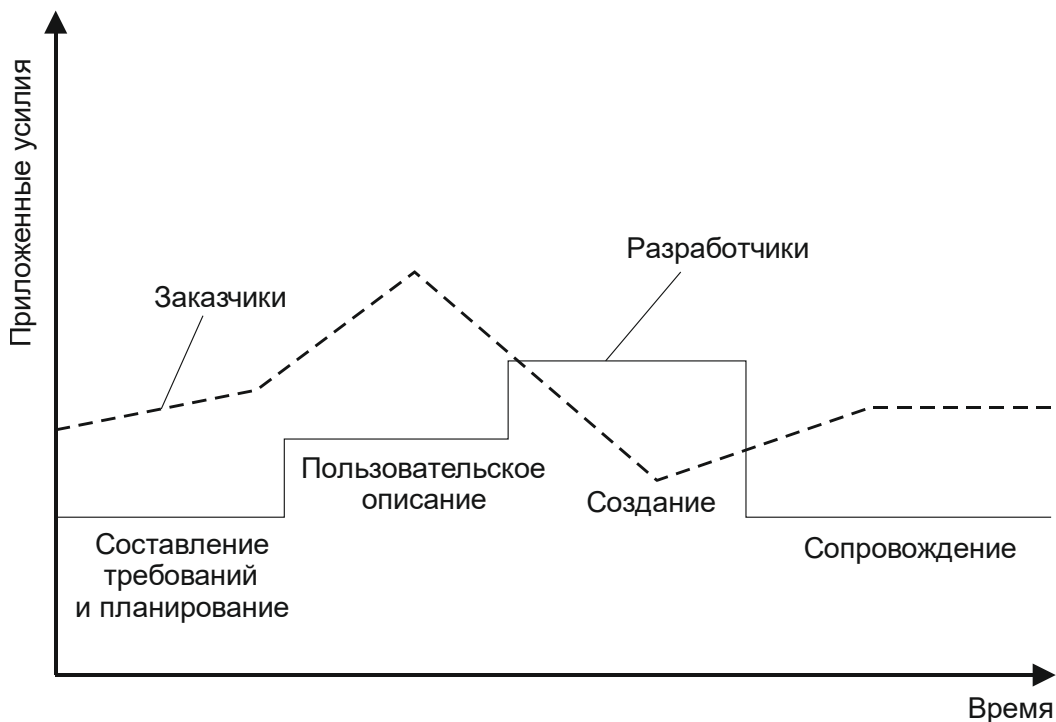 Приложенные усилия
Разработчики
Заказчики
Пользовательское
описание
Создание
Составление
требований
и планирование
Сопровождение
Время